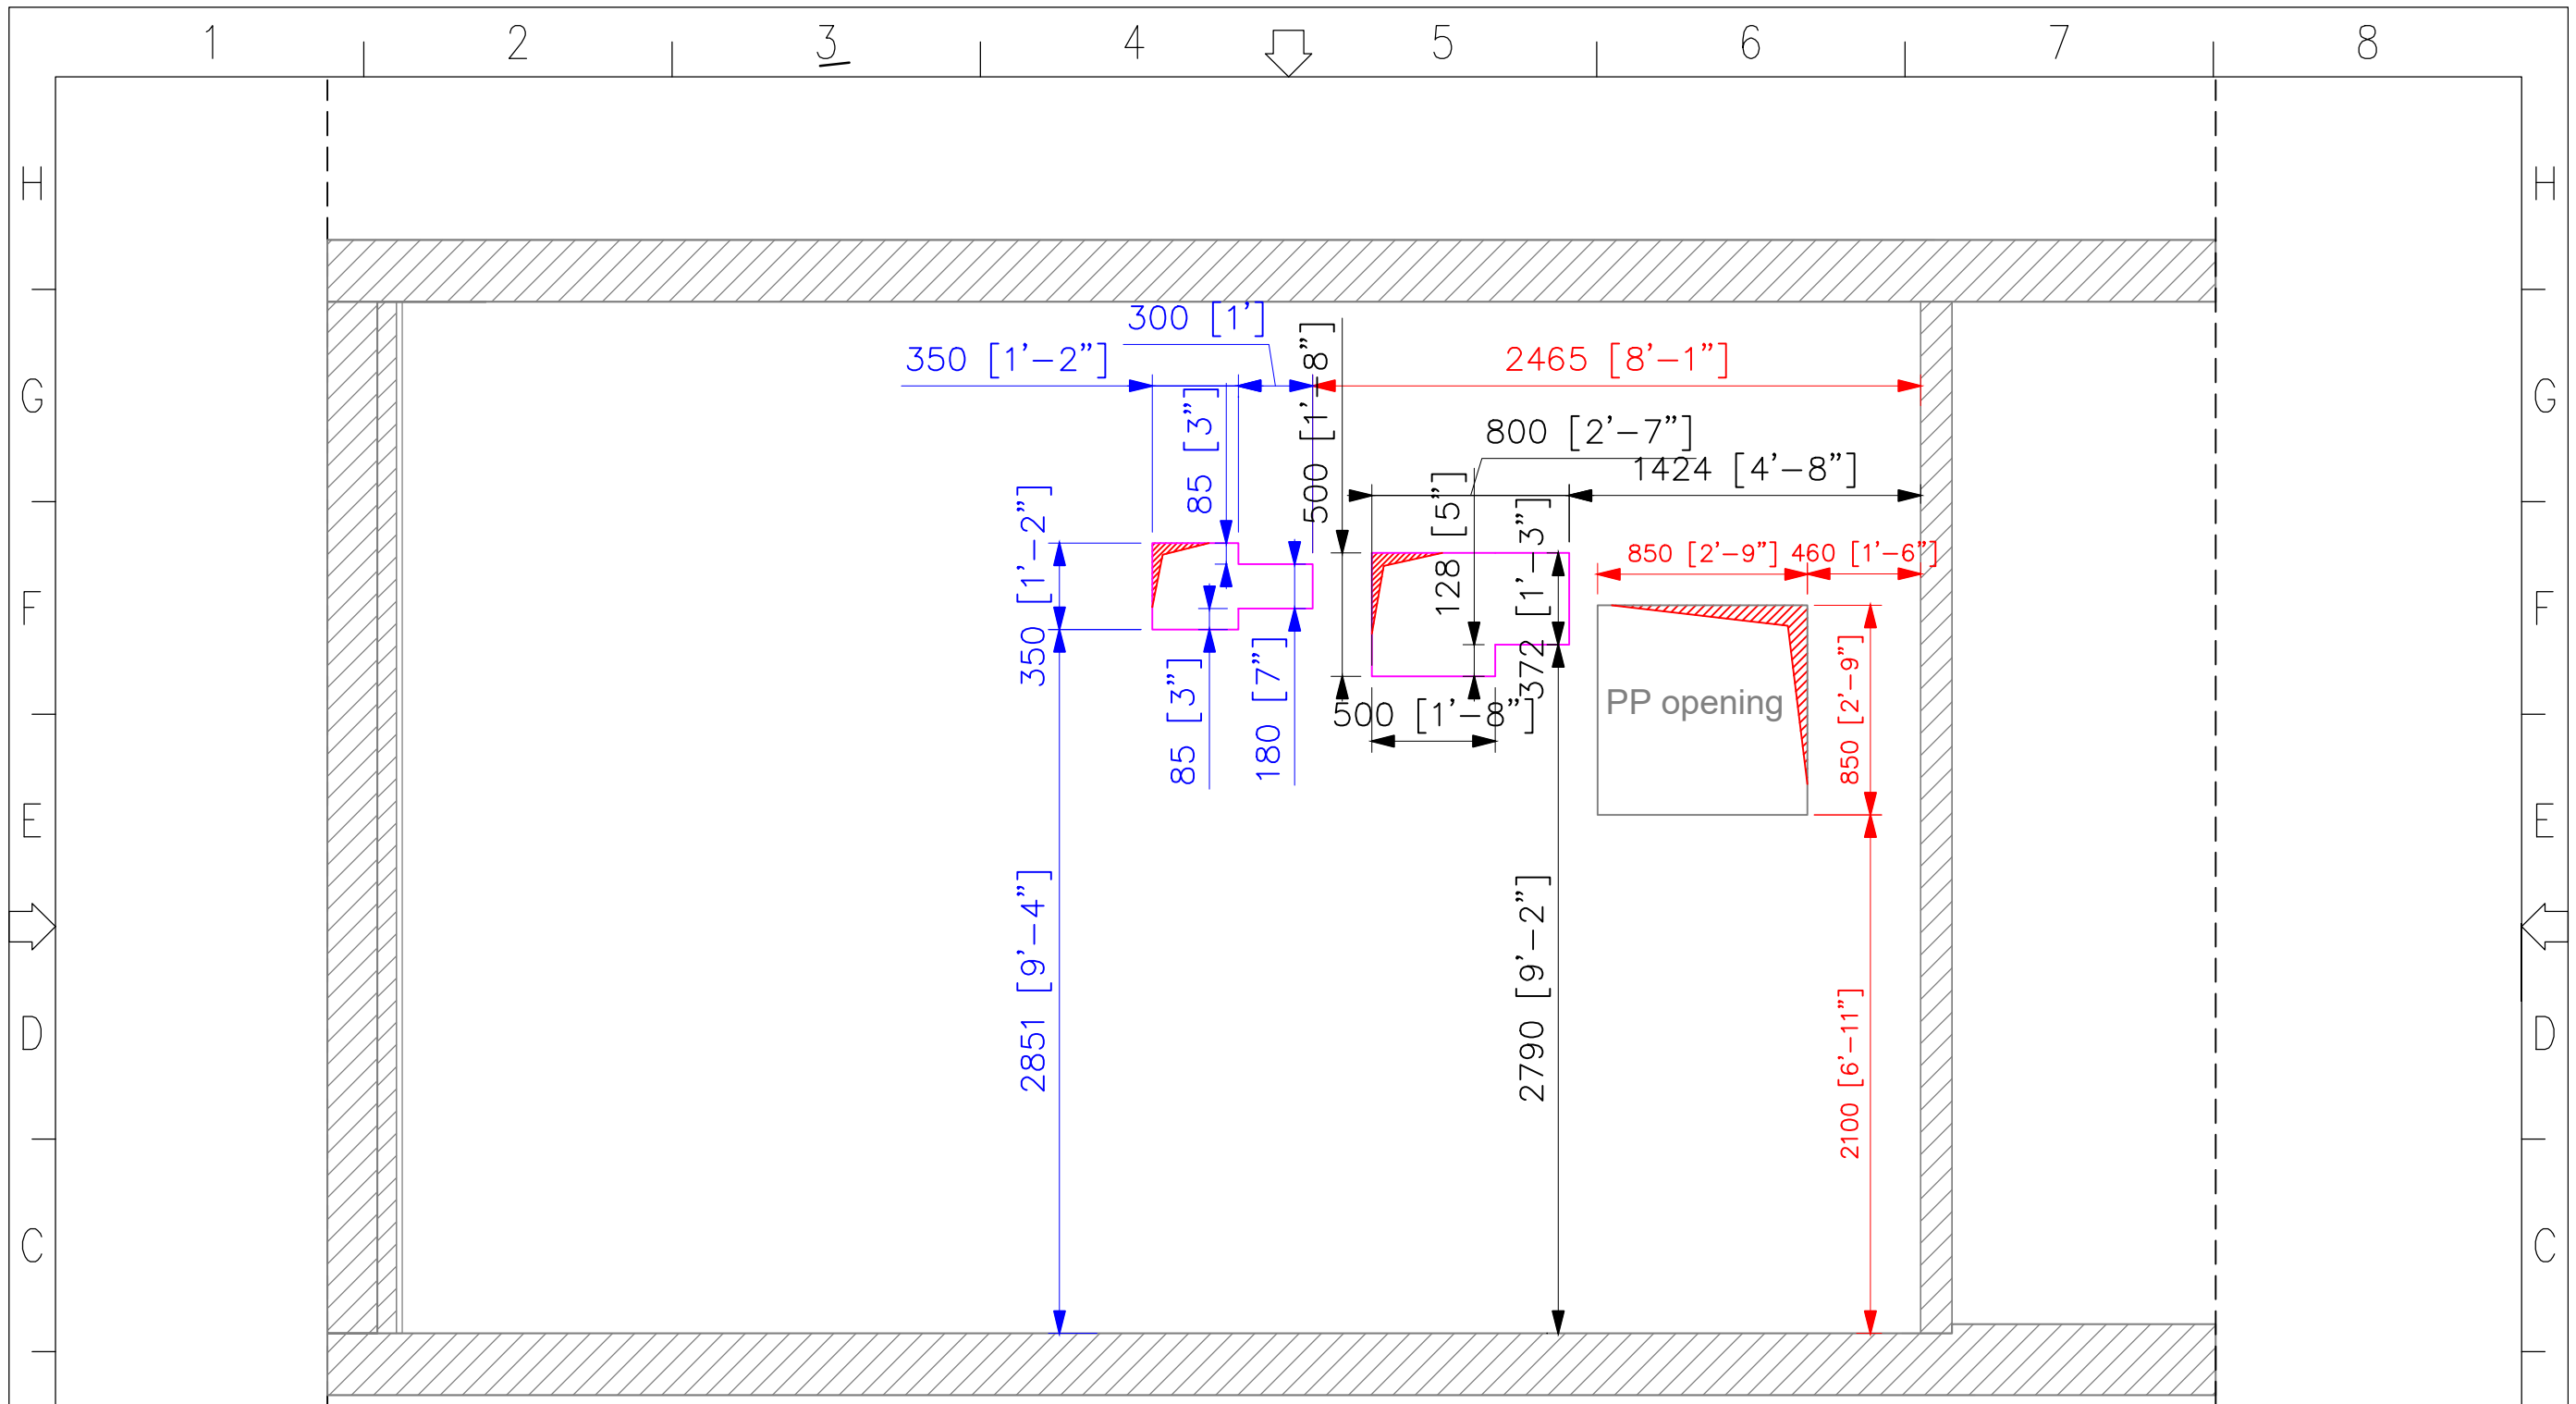 1 2 3 4 5 6 7 8
H H
300 [1']
350 [1'-2"]
2465 [8'-1"]
G G
85 [3"]
500 [1'-8"]
800 [2'-7"]
1424 [4'-8"]
350 [1'-2"]
128 [5"]
372 [1'-3"]
850 [2'-9"] 460 [1'-6"]
F F
85 [3"]
180 [7"]
500 [1'-8"]
PP opening
850 [2'-9"]
E E
2851 [9'-4"]
2790 [9'-2"]
2100 [6'-11"]
D D
C C